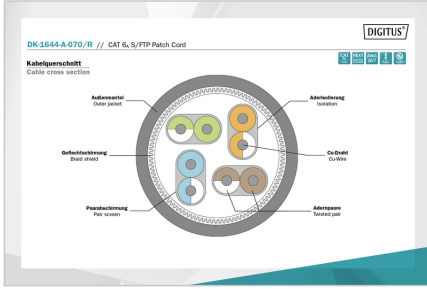 DIGITUS®
DK-1644-A-070/R // CAT 6A S/FTP Patch Cord
Kabelquerschnitt
Cable cross section
Außenmantel
Outer jacket
Aderisolierung
Isolation
Geflechtschirmung
Braid shield
Cu-Draht
Cu-Wire
Paarabschirmung
Pair screen
Adernpaare
Twisted pair